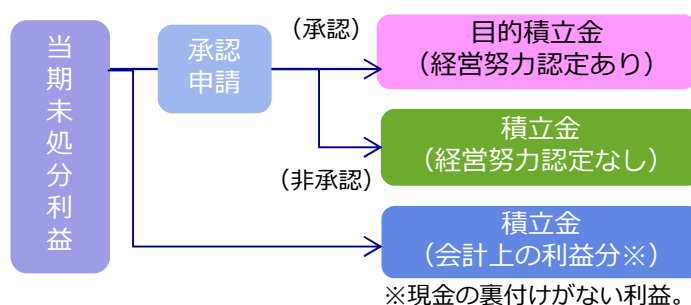 当期未処分利益
承認
申請
（承認）
目的積立金
（経営努力認定あり）
（非承認）
積立金
（経営努力認定なし）
積立金
（会計上の利益分※）
※現金の裏付けがない利益。